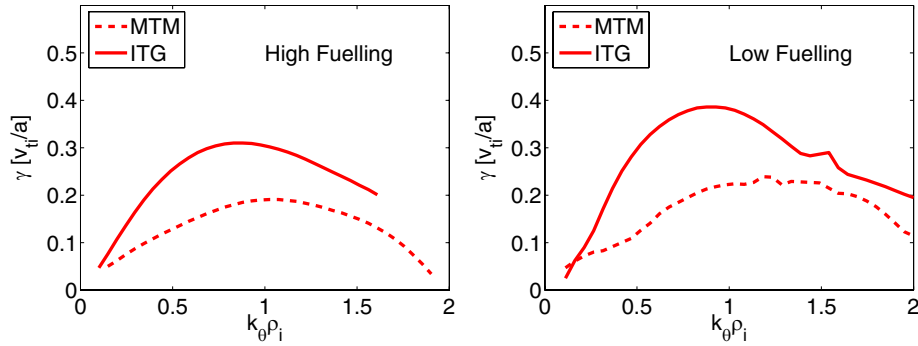 MTM
ITG
High Fuelling
γ [v_ti/a]
0.5
0.4
0.3
0.2
0.1
0
0 0.5 1 1.5 2
k_θρ_i
MTM
ITG
Low Fuelling
γ [v_ti/a]
0.5
0.4
0.3
0.2
0.1
0
0 0.5 1 1.5 2
k_θρ_i